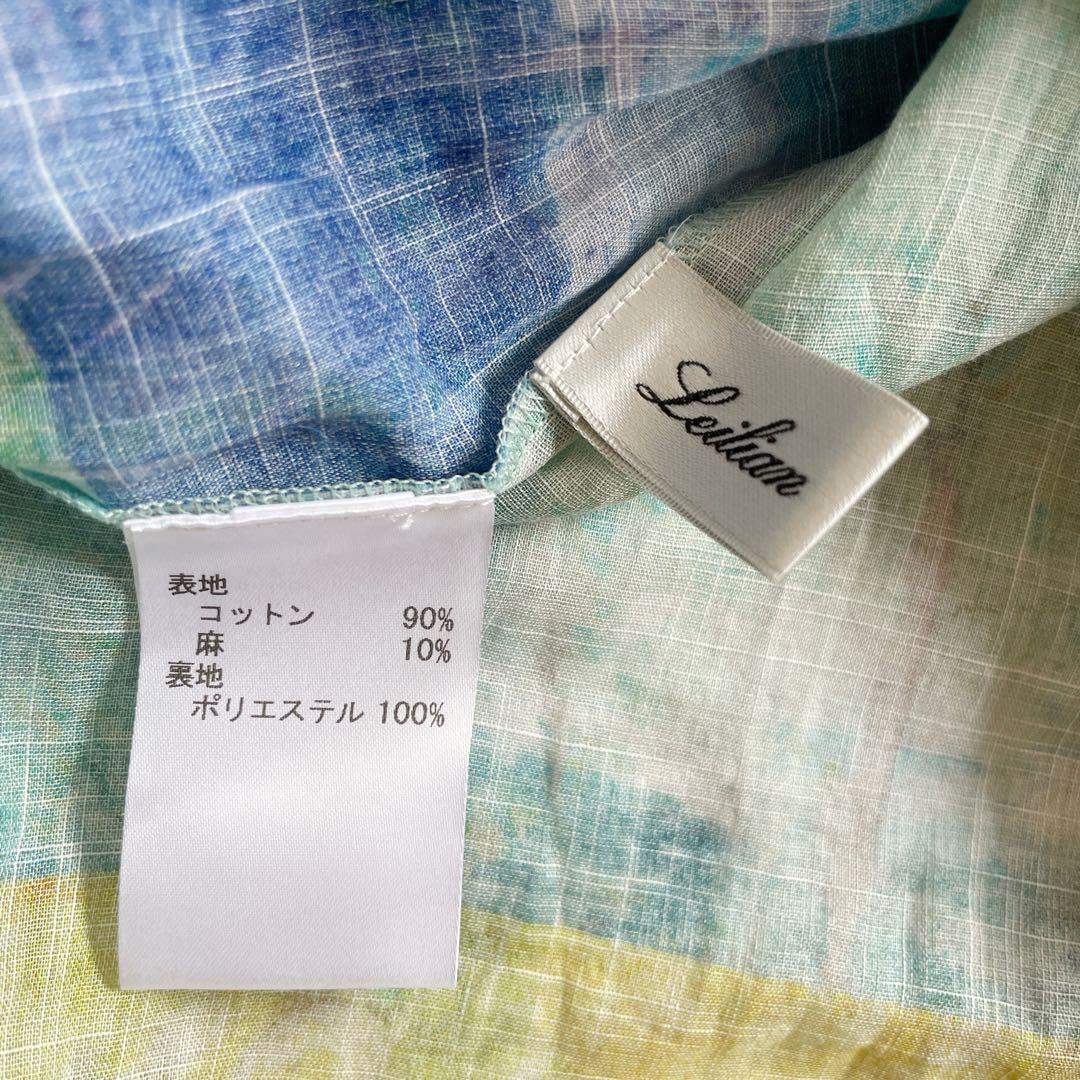 Leilian
表地
コットン 90%
麻 10%
裏地
ポリエステル 100%